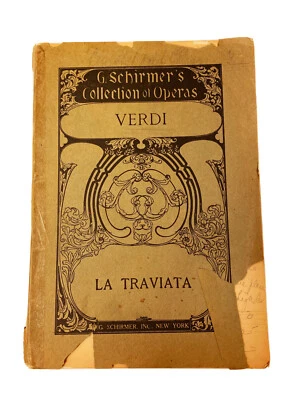 G. Schirmer's
Collection of Operas
VERDI
LA TRAVIATA
G. SCHIRMER, INC., NEW YORK